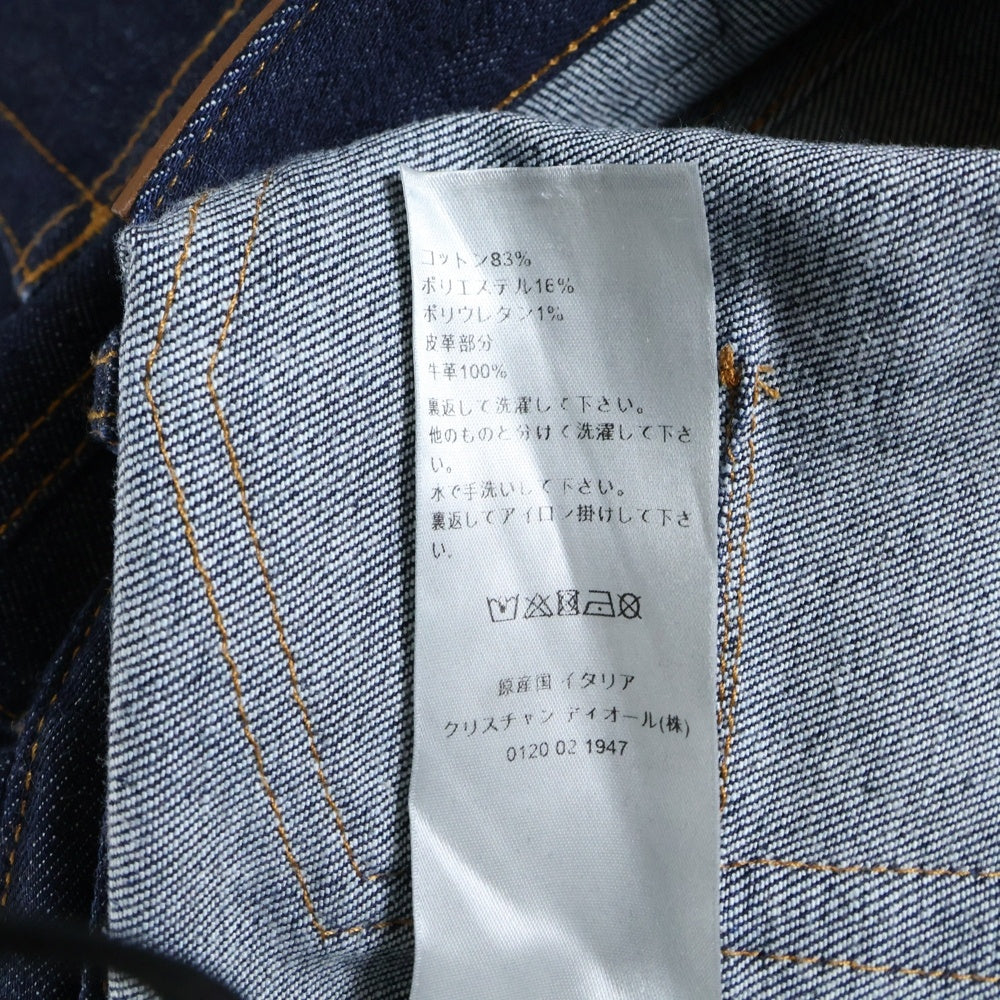 コットン83%
ポリエステル16%
ポリウレタン1%
皮革部分
牛革100%
裏返して洗濯して下さい。
他のものと分けて洗濯して下さ
い。
水で手洗いして下さい。
裏返してアイロン掛けして下さ
い。
原産国 イタリア
クリスチャン ディオール(株)
0120 02 1947